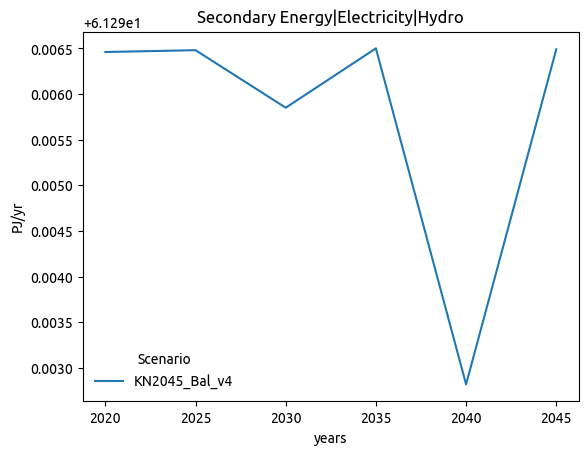 Secondary Energy|Electricity|Hydro
+6.129e1
0.0065
0.0060
0.0055
0.0050
0.0045
0.0040
0.0035
0.0030
PJ/yr
Scenario
KN2045_Bal_v4
2020 2025 2030 2035 2040 2045
years